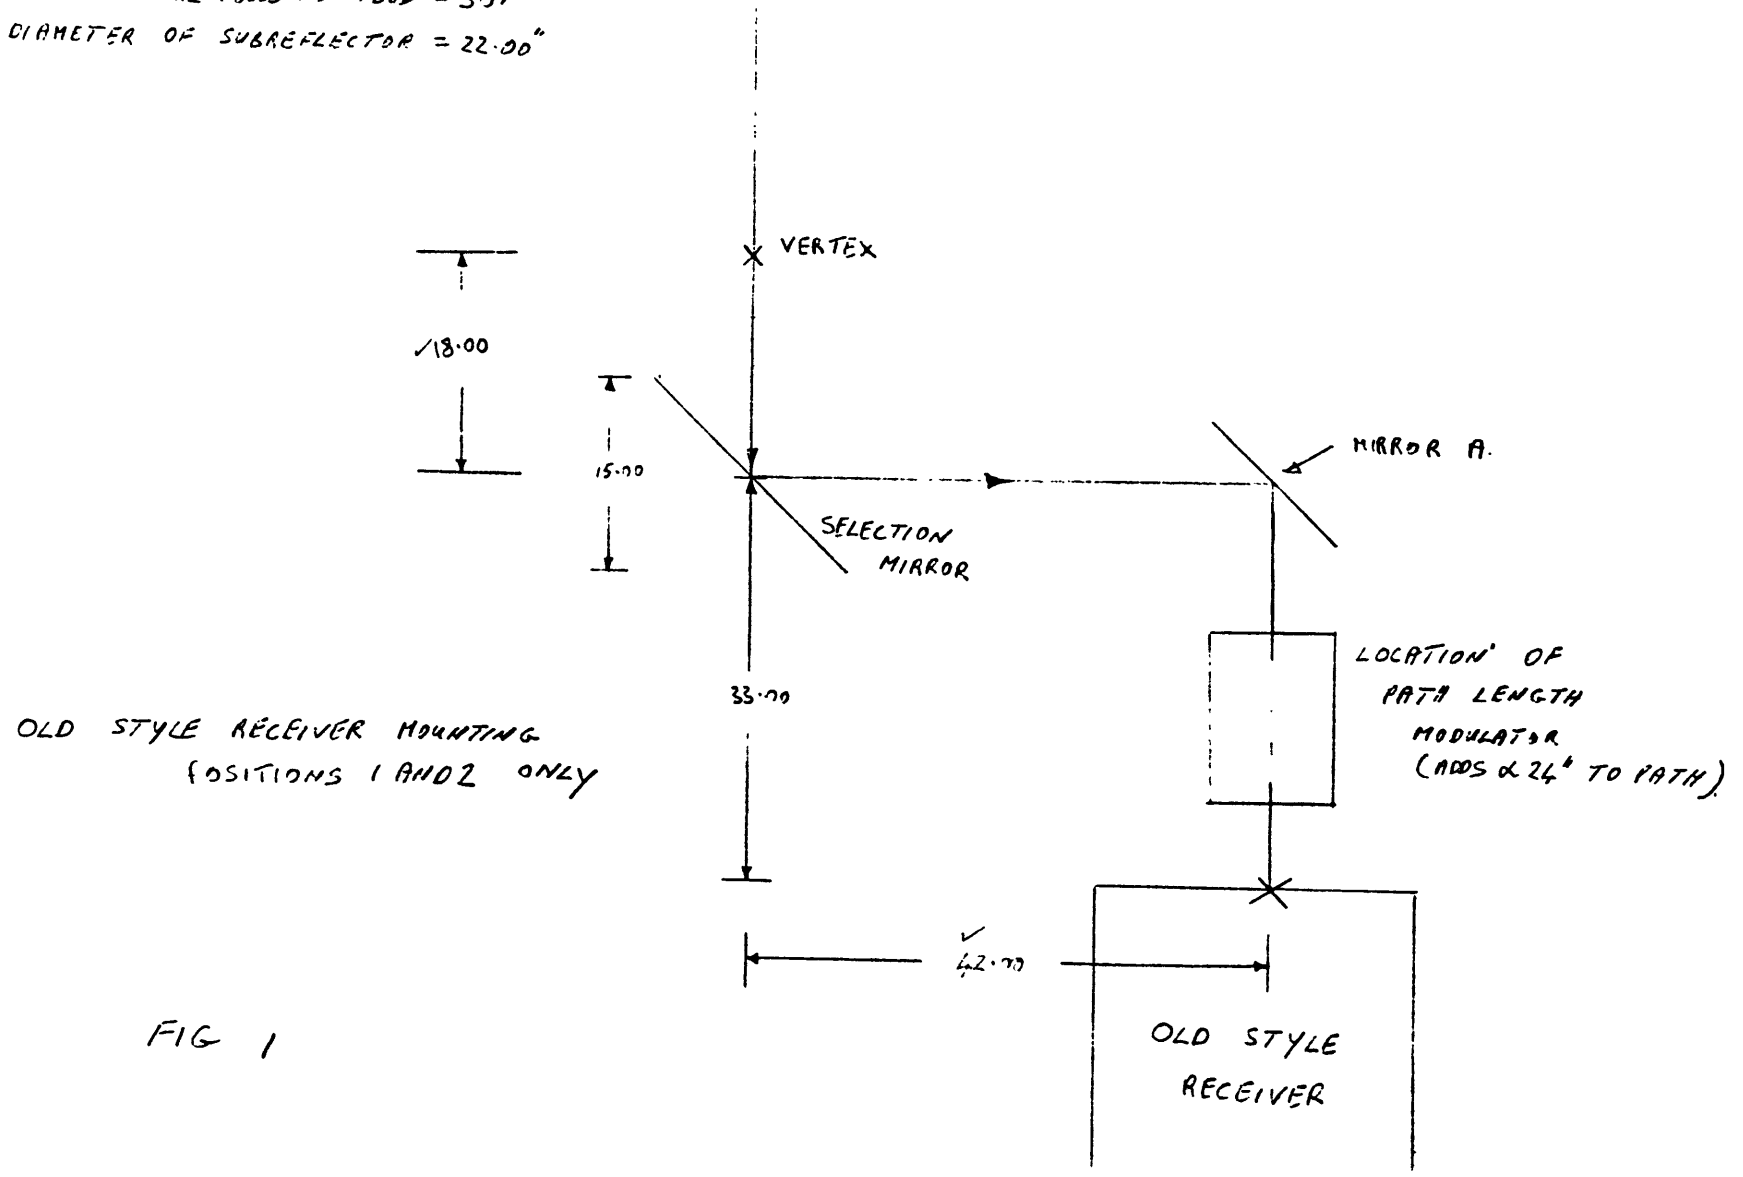 DIAMETER OF SUBREFLECTOR = 22.00"
VERTEX
✓18.00
15.00
MIRROR A.
SELECTION
MIRROR
33.00
LOCATION OF
PATH LENGTH
MODULATOR
(ADDS ∝ 24" TO PATH).
OLD STYLE RECEIVER MOUNTING
POSITIONS 1 AND 2 ONLY
✓
42.00
FIG 1
OLD STYLE
RECEIVER